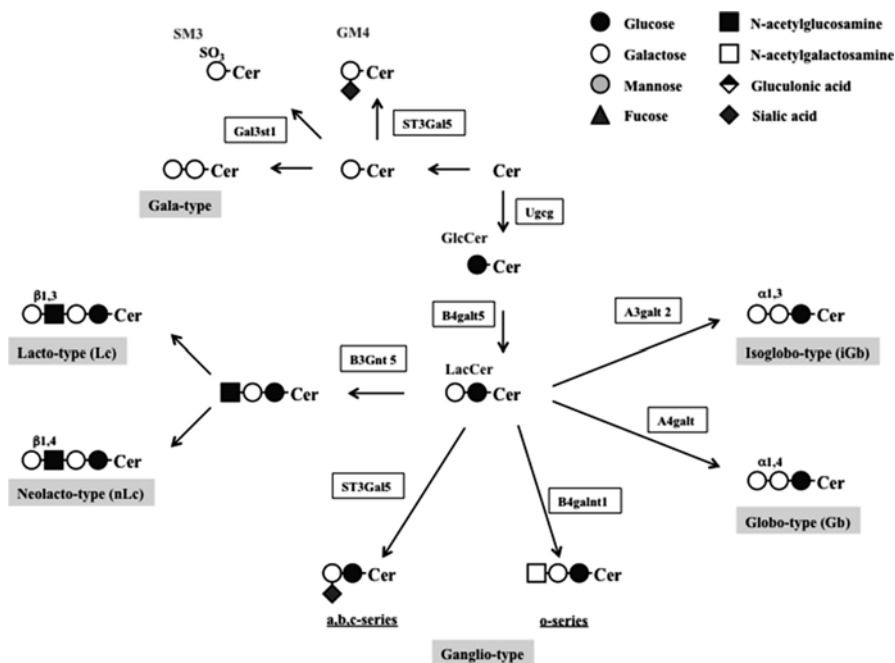 SM3
SO3
Cer
GM4
Cer
Glucose
Galactose
Mannose
Fucose
N-acetylglucosamine
N-acetylgalactosamine
Gluculonic acid
Sialic acid
Gal3st1
ST3Gal5
Cer
Gala-type
Cer
Cer
Ugcg
GlcCer
Cer
β1,3
Cer
Lacto-type (Lc)
B4galt5
A3galt 2
α1,3
Cer
Isoglobo-type (iGb)
B3Gnt 5
LacCer
Cer
Cer
β1,4
Cer
Neolacto-type (nLc)
A4galt
α1,4
Cer
Globo-type (Gb)
ST3Gal5
B4galnt1
Cer
a,b,c-series
Cer
o-series
Ganglio-type